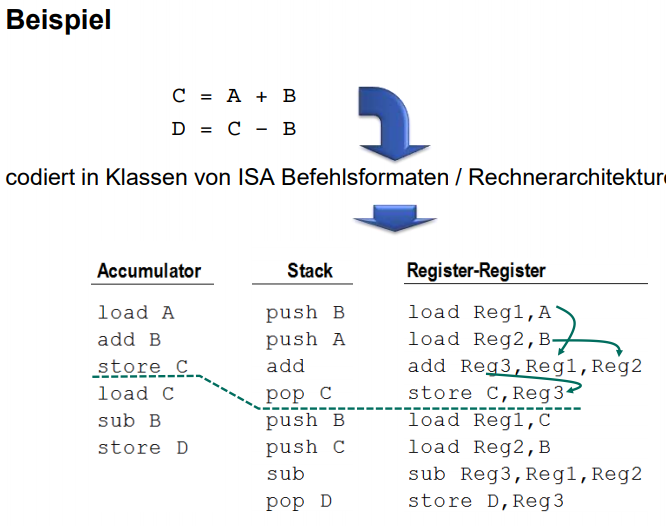 Beispiel
C = A + B
D = C - B
codiert in Klassen von ISA Befehlsformaten / Rechnerarchitekture
Accumulator Stack Register-Register
load A push B load Reg1,A
add B push A load Reg2,B
store C add add Reg3,Reg1,Reg2
load C pop C store C,Reg3
sub B push B load Reg1,C
store D push C load Reg2,B
sub sub Reg3,Reg1,Reg2
pop D store D,Reg3